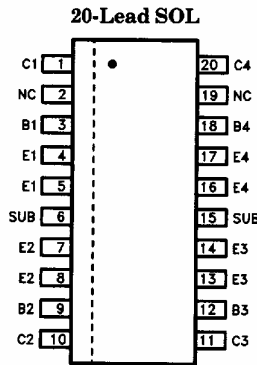 20-Lead SOL
C1 1 20 C4
NC 2 19 NC
B1 3 18 B4
E1 4 17 E4
E1 5 16 E4
SUB 6 15 SUB
E2 7 14 E3
E2 8 13 E3
B2 9 12 B3
C2 10 11 C3